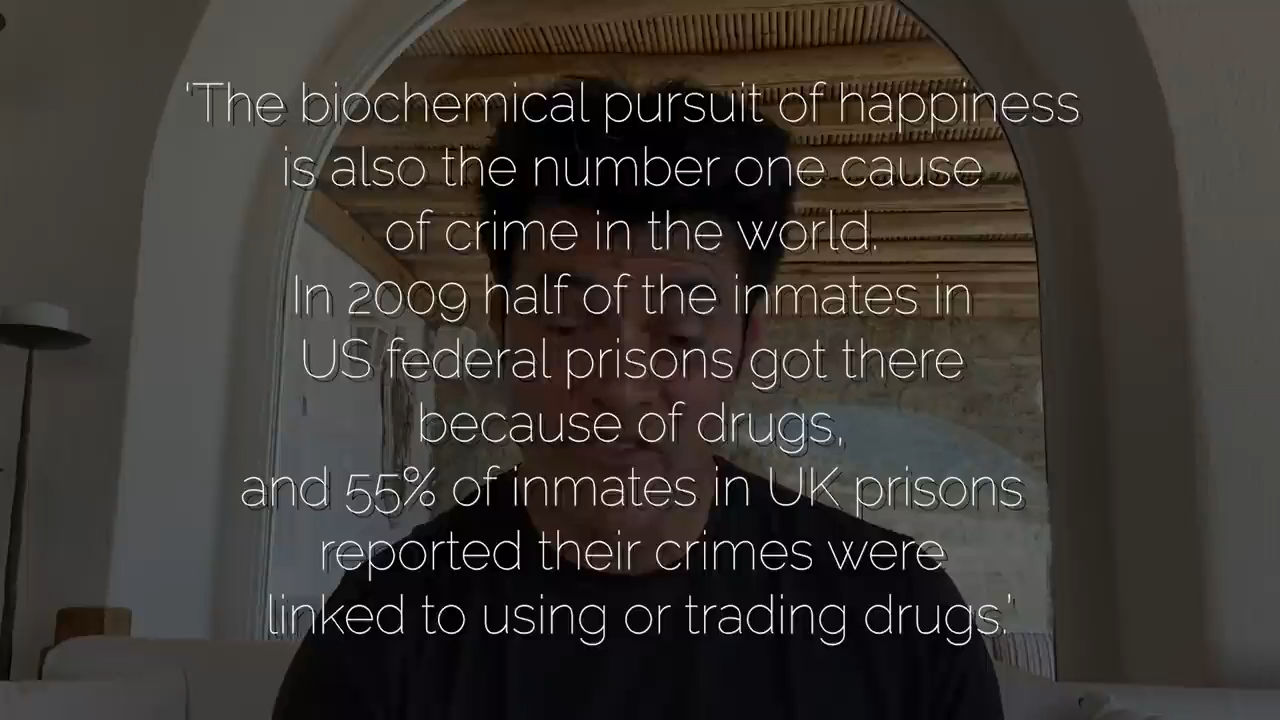 'The biochemical pursuit of happiness
is also the number one cause
of crime in the world.
In 2009 half of the inmates in
US federal prisons got there
because of drugs,
and 55% of inmates in UK prisons
reported their crimes were
linked to using or trading drugs.'